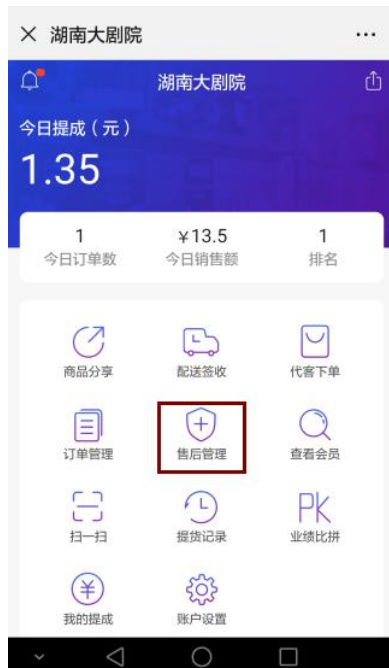 湖南大剧院
湖南大剧院
今日提成（元）
1.35
1 ¥13.5 1
今日订单数 今日销售额 排名
商品分享 配送签收 代客下单
订单管理 售后管理 查看会员
PK
扫一扫 提货记录 业绩比拼
¥
我的提成 账户设置